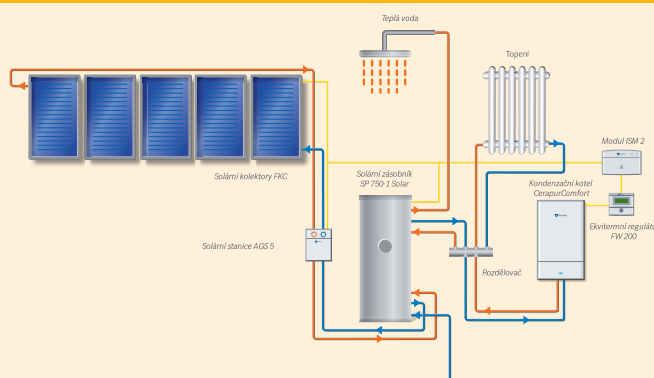 Teplá voda
Topení
Modul ISM 2
Solární kolektory FKC
Solární zásobník
SP 750-1 Solar
Kondenzační kotel
CerapurComfort
Ekvitermní regulát
FW 200
Solární stanice AGS 5
Rozdělovač